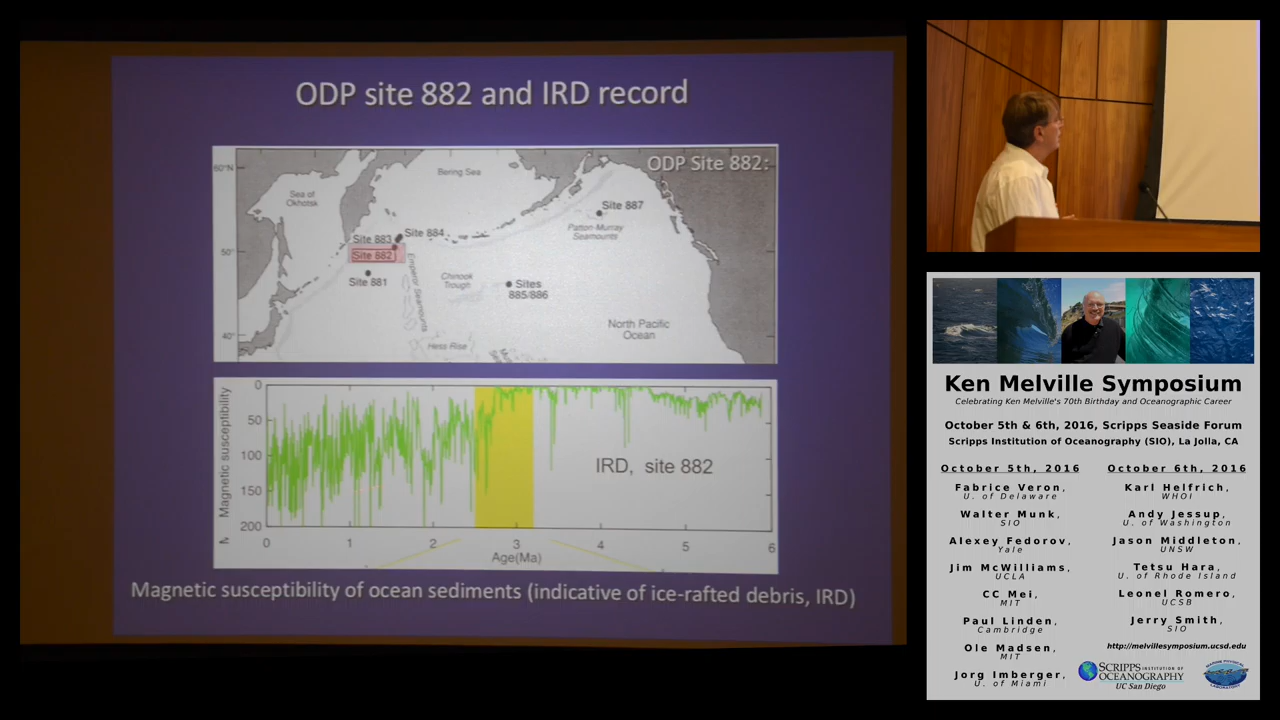 ODP site 882 and IRD record
60°N
Sea of
Okhotsk
Bering Sea
ODP Site 882:
Site 887
Patton-Murray
Seamounts
Site 883
Site 884
50°
Site 882
Site 881
Emperor Seamounts
Chinook
Trough
Sites
885/886
North Pacific
Ocean
40°
Hess Rise
Magnetic susceptibility
0
50
100
150
200
IRD, site 882
N
0
1
2
3
4
5
6
Age(Ma)
Magnetic susceptibility of ocean sediments (indicative of ice-rafted debris, IRD)
Ken Melville Symposium
Celebrating Ken Melville's 70th Birthday and Oceanographic Career
October 5th & 6th, 2016, Scripps Seaside Forum
Scripps Institution of Oceanography (SIO), La Jolla, CA
October 5th, 2016
Fabrice Veron,
U. of Delaware
Walter Munk,
SIO
Alexey Fedorov,
Yale
Jim McWilliams,
UCLA
CC Mei,
MIT
Paul Linden,
Cambridge
Ole Madsen,
MIT
Jorg Imberger,
U. of Miami
October 6th, 2016
Karl Helfrich,
WHOI
Andy Jessup,
U. of Washington
Jason Middleton,
UNSW
Tetsu Hara,
U. of Rhode Island
Leonel Romero,
UCSB
Jerry Smith,
SIO
http://melvillesymposium.ucsd.edu
SCRIPPS INSTITUTION OF
OCEANOGRAPHY
UC San Diego
MARINE PHYSICAL
LABORATORY